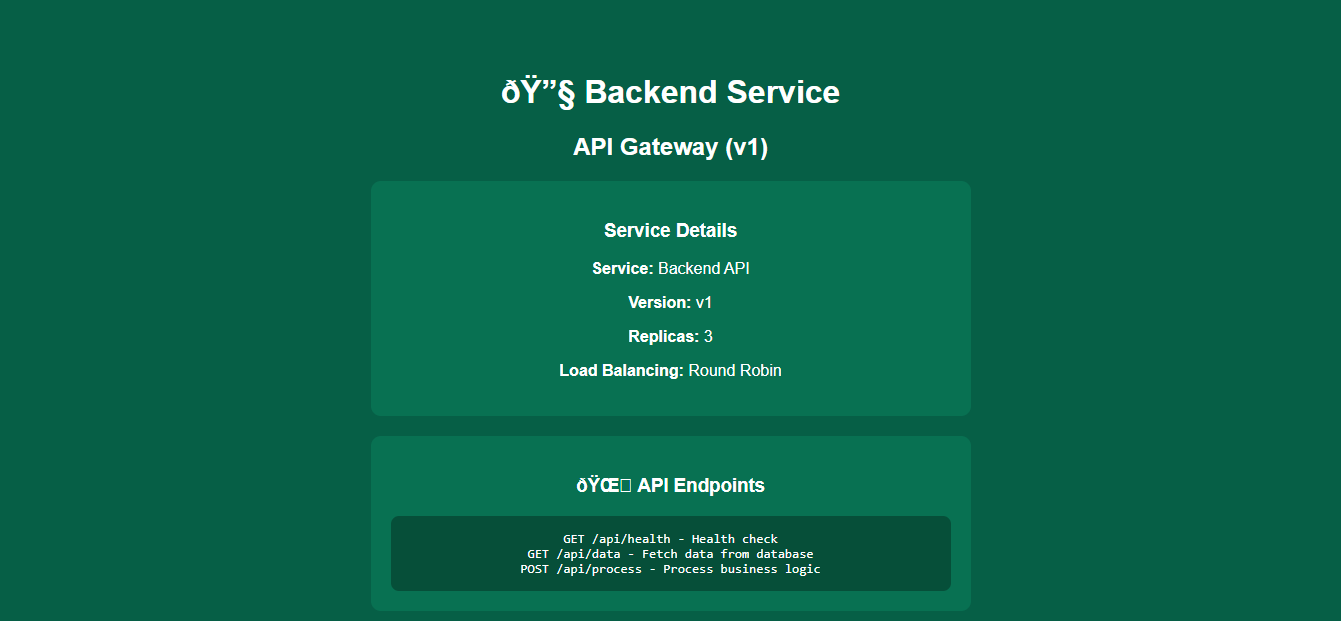 ðŸ”§ Backend Service
API Gateway (v1)
Service Details
Service: Backend API
Version: v1
Replicas: 3
Load Balancing: Round Robin
ðŸŒ API Endpoints
GET /api/health - Health check
GET /api/data - Fetch data from database
POST /api/process - Process business logic